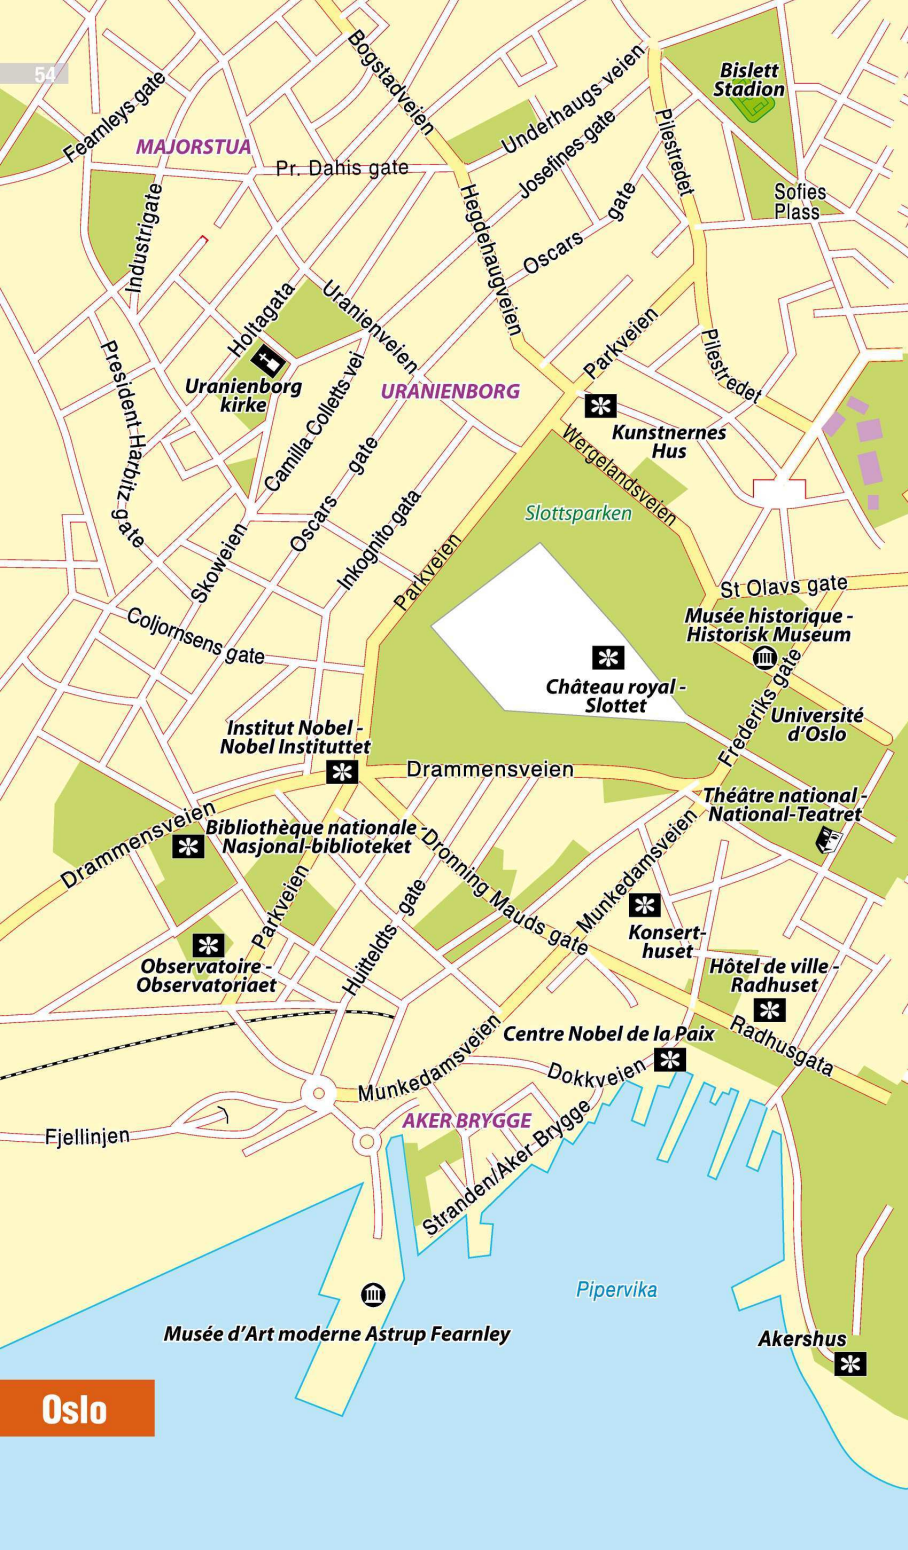 54
Bislett
Stadion
Bogstadveien
Underhaugs veien
Fearnleys gate
MAJORSTUA
Pilestredet
Josefines gate
Pr. Dahis gate
Sofies
Plass
Industrigate
Hegdehaugveien
Oscars gate
Holtagata
Uranienveien
Parkveien
Pilestredet
President Harbitz gate
Uranienborg
kirke
URANIENBORG
Camilla Colletts vei
Kunstnernes
Hus
Wergelandsveien
Oscars gate
Inkognito gata
Slottsparken
Skoweien
Parkveien
St Olavs gate
Coljornsens gate
Musée historique -
Historisk Museum
Château royal -
Slottet
Frederiks gate
Université
d'Oslo
Institut Nobel -
Nobel Instituttet
Drammensveien
Théâtre national -
National-Teatret
Drammensveien
Bibliothèque nationale -
Nasjonal-biblioteket
Dronning Mauds gate
Munkedamsveien
Parkveien
Huitteldts gate
Konsert-
huset
Observatoire -
Observatoriaet
Hôtel de ville -
Radhuset
Centre Nobel de la Paix
Radhusgata
Munkedamsveien
Dokkveien
AKER BRYGGE
Fjellinjen
Stranden/Aker Brygge
Pipervika
Musée d'Art moderne Astrup Fearnley
Akershus
Oslo